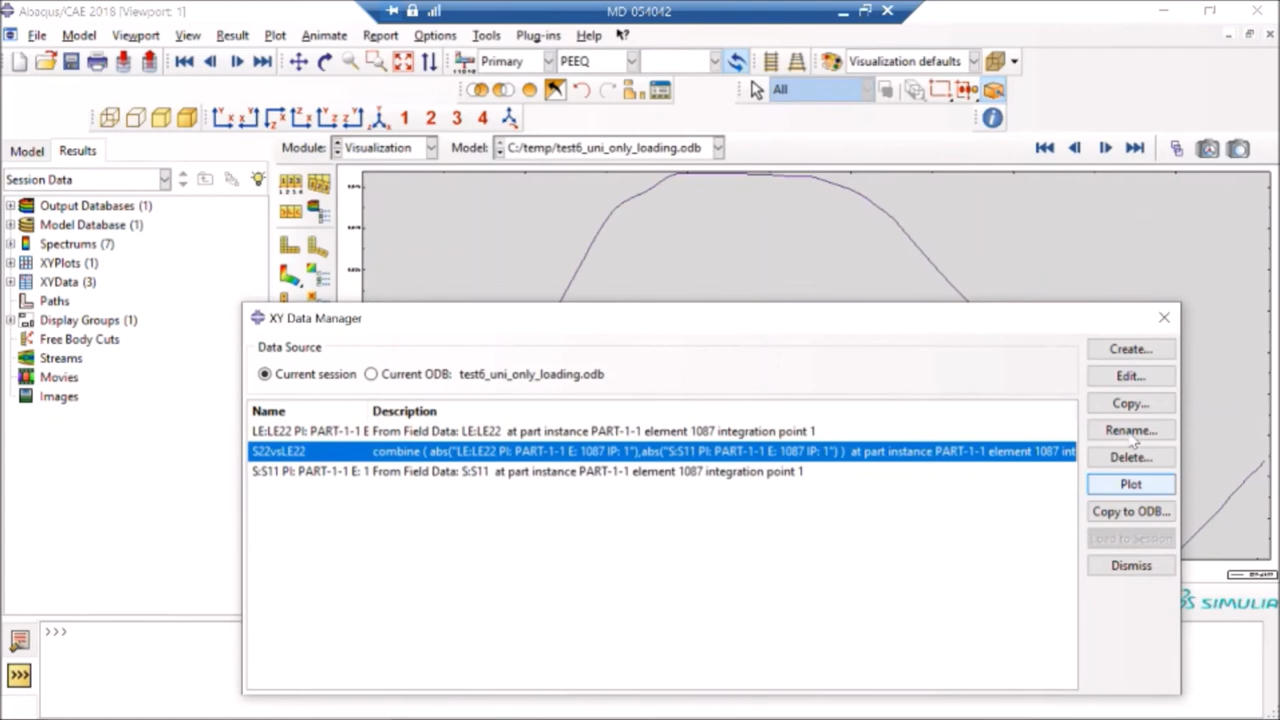 Abaqus/CAE 2018 [Viewport: 1]
MD_054042
File Model Viewport View Result Plot Animate Report Options Tools Plug-ins Help
Primary PEEQ Visualization defaults
All
1 2 3 4
Model Results Module: Visualization Model: C:/temp/test6_uni_only_loading.odb
Session Data
Output Databases (1)
Model Database (1)
Spectrums (7)
XYPlots (1)
XYData (3)
Paths
Display Groups (1)
Free Body Cuts
Streams
Movies
Images
XY Data Manager
Data Source
Current session Current ODB: test6_uni_only_loading.odb
Name Description
LE:LE22 PI: PART-1-1 E From Field Data: LE:LE22 at part instance PART-1-1 element 1087 integration point 1
S22vsLE22 combine ( abs("LE:LE22 PI: PART-1-1 E: 1087 IP: 1"),abs("S:S11 PI: PART-1-1 E: 1087 IP: 1") ) at part instance PART-1-1 element 1087 int
S:S11 PI: PART-1-1 E: 1 From Field Data: S:S11 at part instance PART-1-1 element 1087 integration point 1
Create...
Edit...
Copy...
Rename...
Delete...
Plot
Copy to ODB...
Load to Session
Dismiss
SIMULIA
>>>